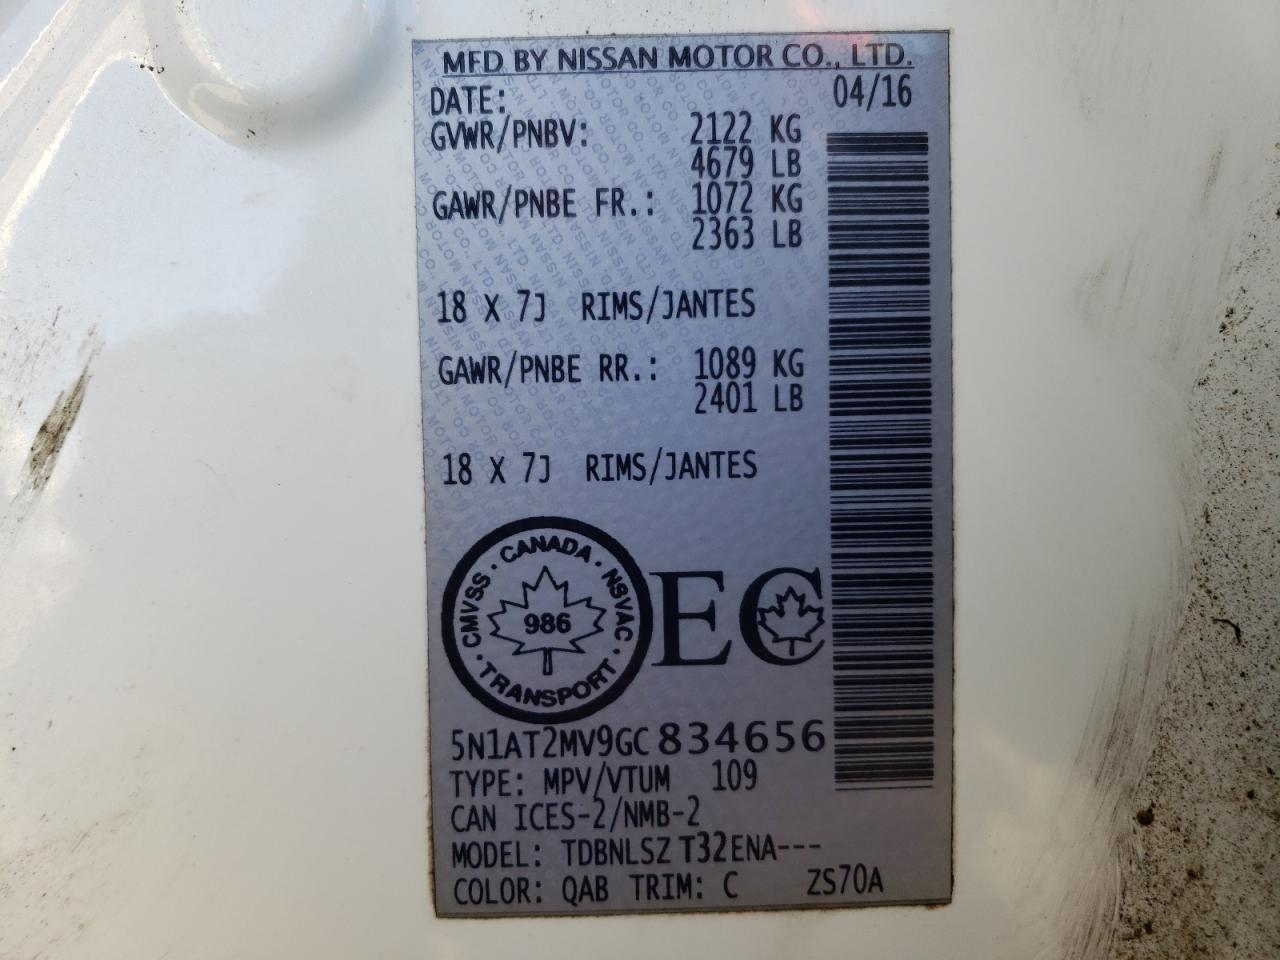 MFD BY NISSAN MOTOR CO., LTD.
DATE: 04/16
GVWR/PNBV: 2122 KG
4679 LB
GAWR/PNBE FR.: 1072 KG
2363 LB
18 X 7J RIMS/JANTES
GAWR/PNBE RR.: 1089 KG
2401 LB
18 X 7J RIMS/JANTES
CMVSS · CANADA · NSVAC · TRANSPORT ·
986
EC
5N1AT2MV9GC834656
TYPE: MPV/VTUM 109
CAN ICES-2/NMB-2
MODEL: TDBNLSZ T32ENA---
COLOR: QAB TRIM: C ZS70A